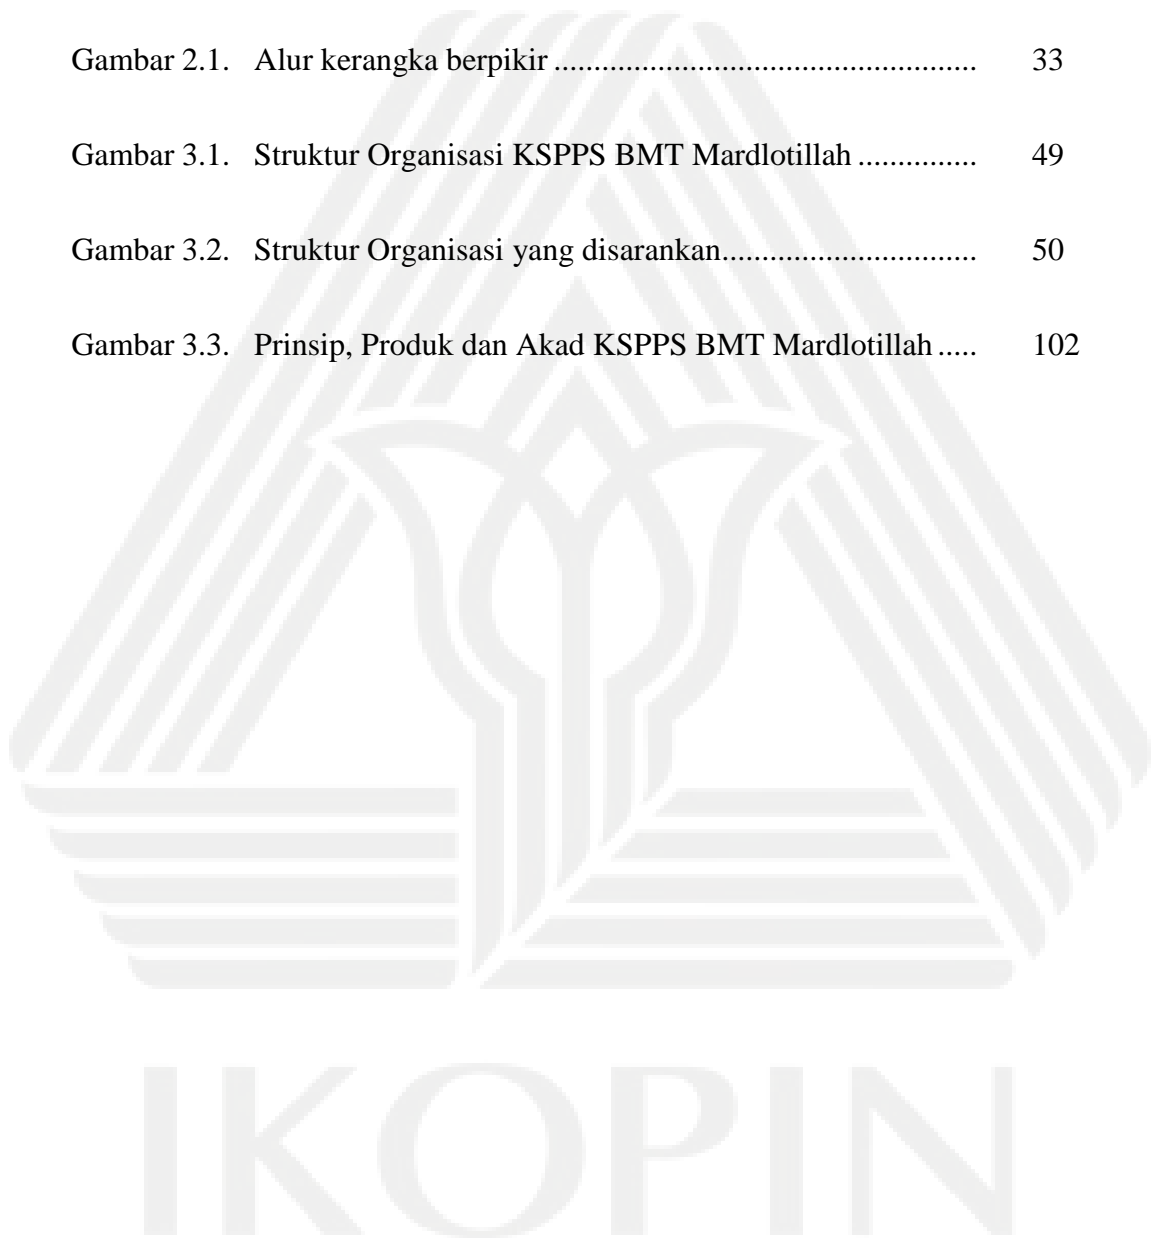 Gambar 2.1. Alur kerangka berpikir ..................................................... 33
Gambar 3.1. Struktur Organisasi KSPPS BMT Mardlotillah ............... 49
Gambar 3.2. Struktur Organisasi yang disarankan................................ 50
Gambar 3.3. Prinsip, Produk dan Akad KSPPS BMT Mardlotillah ..... 102
IKOPIN